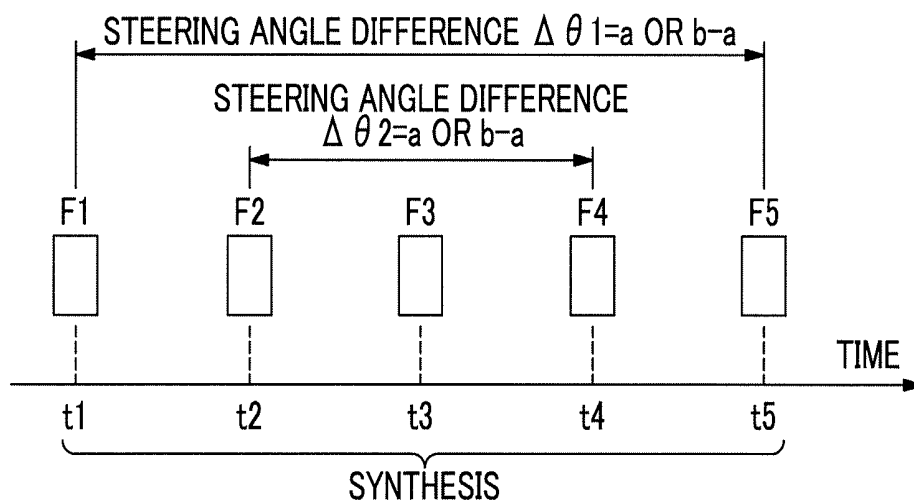 STEERING ANGLE DIFFERENCE Δθ1=a OR b-a
STEERING ANGLE DIFFERENCE
Δθ2=a OR b-a
F1 F2 F3 F4 F5
TIME
t1 t2 t3 t4 t5
SYNTHESIS